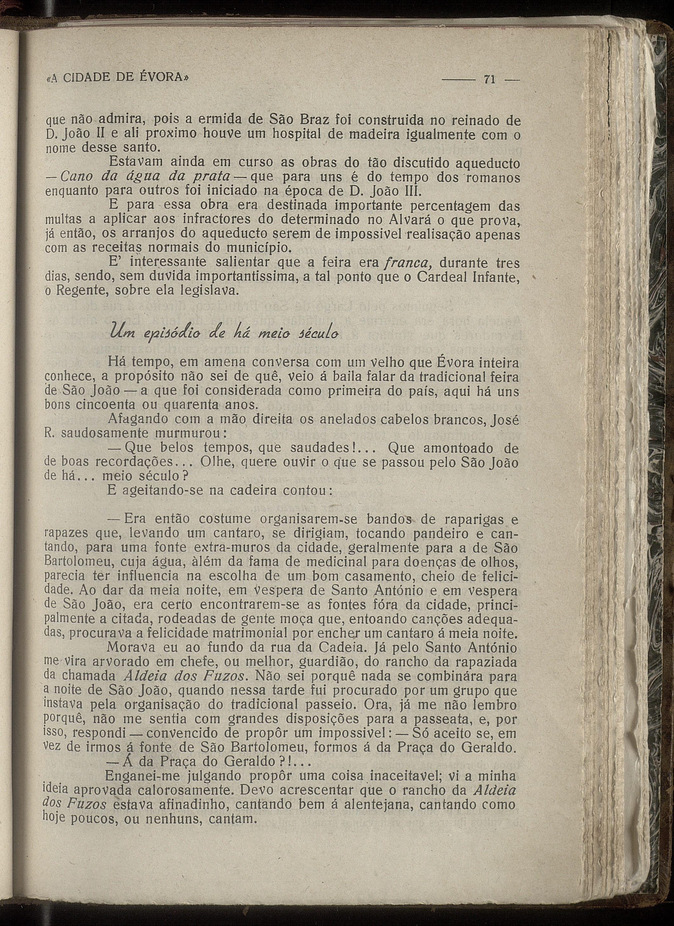 «A CIDADE DE ÉVORA» —— 71 —
que não admira, pois a ermida de São Braz foi construida no reinado de
D. João II e ali proximo houve um hospital de madeira igualmente com o
nome desse santo.
Estavam ainda em curso as obras do tão discutido aqueducto
—Cano da água da prata—que para uns é do tempo dos romanos
enquanto para outros foi iniciado na época de D. João III.
E para essa obra era destinada importante percentagem das
multas a aplicar aos infractores do determinado no Alvará o que prova,
já então, os arranjos do aqueducto serem de impossivel realisação apenas
com as receitas normais do município.
E' interessante salientar que a feira era franca, durante tres
dias, sendo, sem duvida importantissima, a tal ponto que o Cardeal Infante,
o Regente, sobre ela legislava.
Um episódio de há meio século
Há tempo, em amena conversa com um velho que Évora inteira
conhece, a propósito não sei de quê, veio á baila falar da tradicional feira
de São João—a que foi considerada como primeira do país, aqui há uns
bons cincoenta ou quarenta anos.
Afagando com a mão direita os anelados cabelos brancos, José
R. saudosamente murmurou:
—Que belos tempos, que saudades!... Que amontoado de
de boas recordações... Olhe, quere ouvir o que se passou pelo São João
de há... meio século?
E ageitando-se na cadeira contou:
—Era então costume organisarem-se bandos de raparigas e
rapazes que, levando um cantaro, se dirigiam, tocando pandeiro e can-
tando, para uma fonte extra-muros da cidade, geralmente para a de São
Bartolomeu, cuja água, àlém da fama de medicinal para doenças de olhos,
parecia ter influencia na escolha de um bom casamento, cheio de felici-
dade. Ao dar da meia noite, em vespera de Santo António e em vespera
de São João, era certo encontrarem-se as fontes fóra da cidade, princi-
palmente a citada, rodeadas de gente moça que, entoando canções adequa-
das, procurava a felicidade matrimonial por encher um cantaro á meia noite.
Morava eu ao fundo da rua da Cadeia. Já pelo Santo António
me vira arvorado em chefe, ou melhor, guardião, do rancho da rapaziada
da chamada Aldeia dos Fuzos. Não sei porquê nada se combinára para
a noite de São João, quando nessa tarde fui procurado por um grupo que
instava pela organisação do tradicional passeio. Ora, já me não lembro
porquê, não me sentia com grandes disposições para a passeata, e, por
isso, respondi—convencido de propôr um impossivel:—Só aceito se, em
vez de irmos á fonte de São Bartolomeu, formos á da Praça do Geraldo.
—Á da Praça do Geraldo?!...
Enganei-me julgando propôr uma coisa inaceitavel; vi a minha
ideia aprovada calorosamente. Devo acrescentar que o rancho da Aldeia
dos Fuzos estava afinadinho, cantando bem á alentejana, cantando como
hoje poucos, ou nenhuns, cantam.